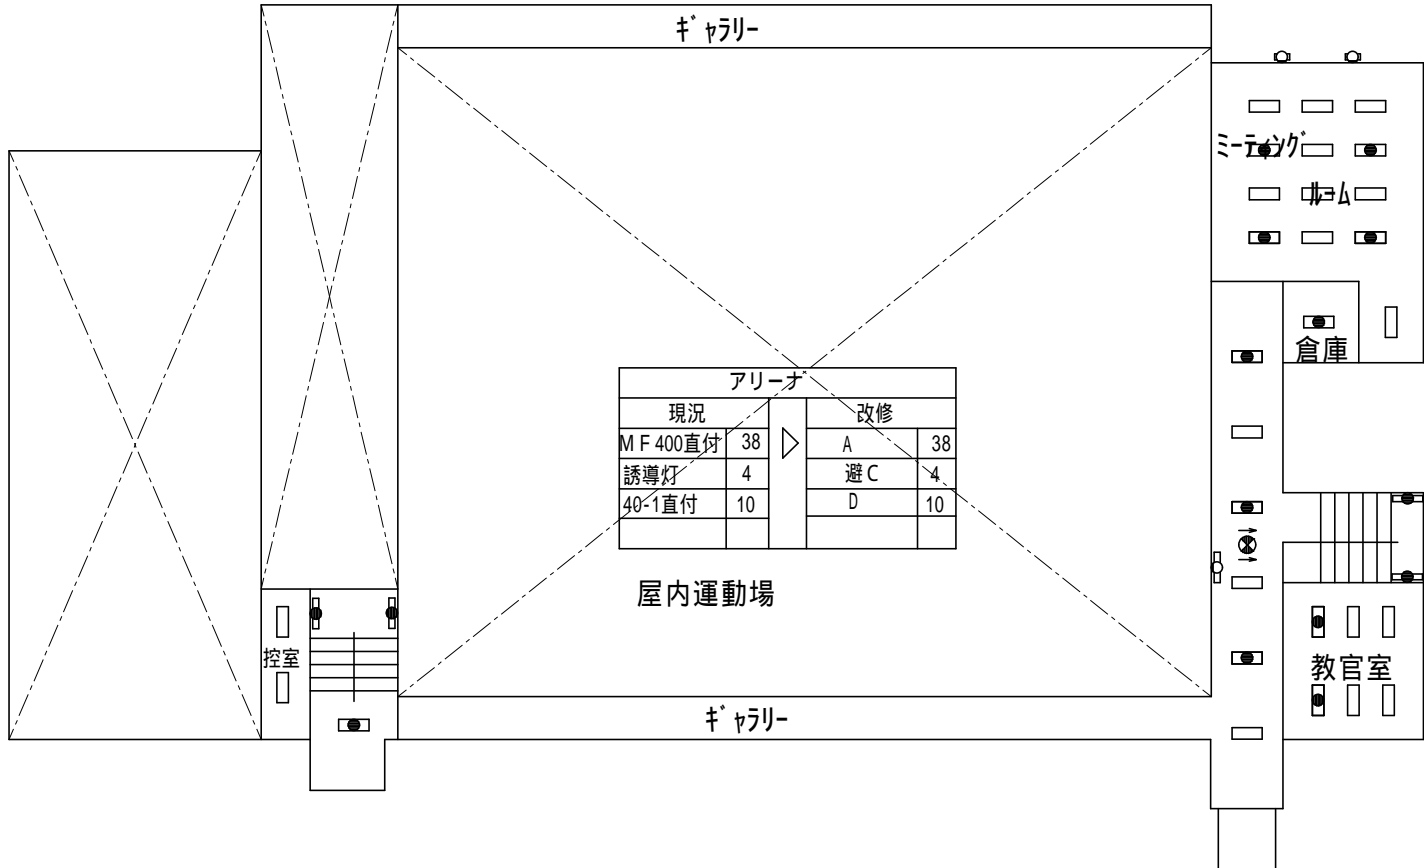 ギャラリー
ミーティング
ルーム
倉庫
アリーナ
現況 改修
ＭＦ400直付 38 A 38
誘導灯 4 避C 4
40-1直付 10 D 10
屋内運動場
控室
教官室
ギャラリー